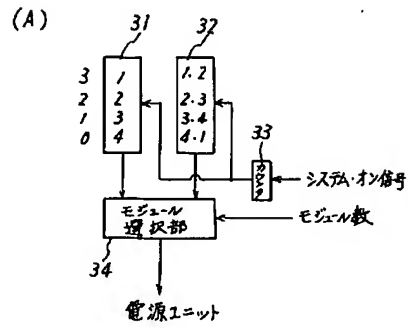 (A)
31
32
3 1 1・2
2 2 2・3
1 3 3・4
0 4 4・1
33
カウンタ
システム・オン信号
モジュール
選択部
モジュール数
34
電源ユニット